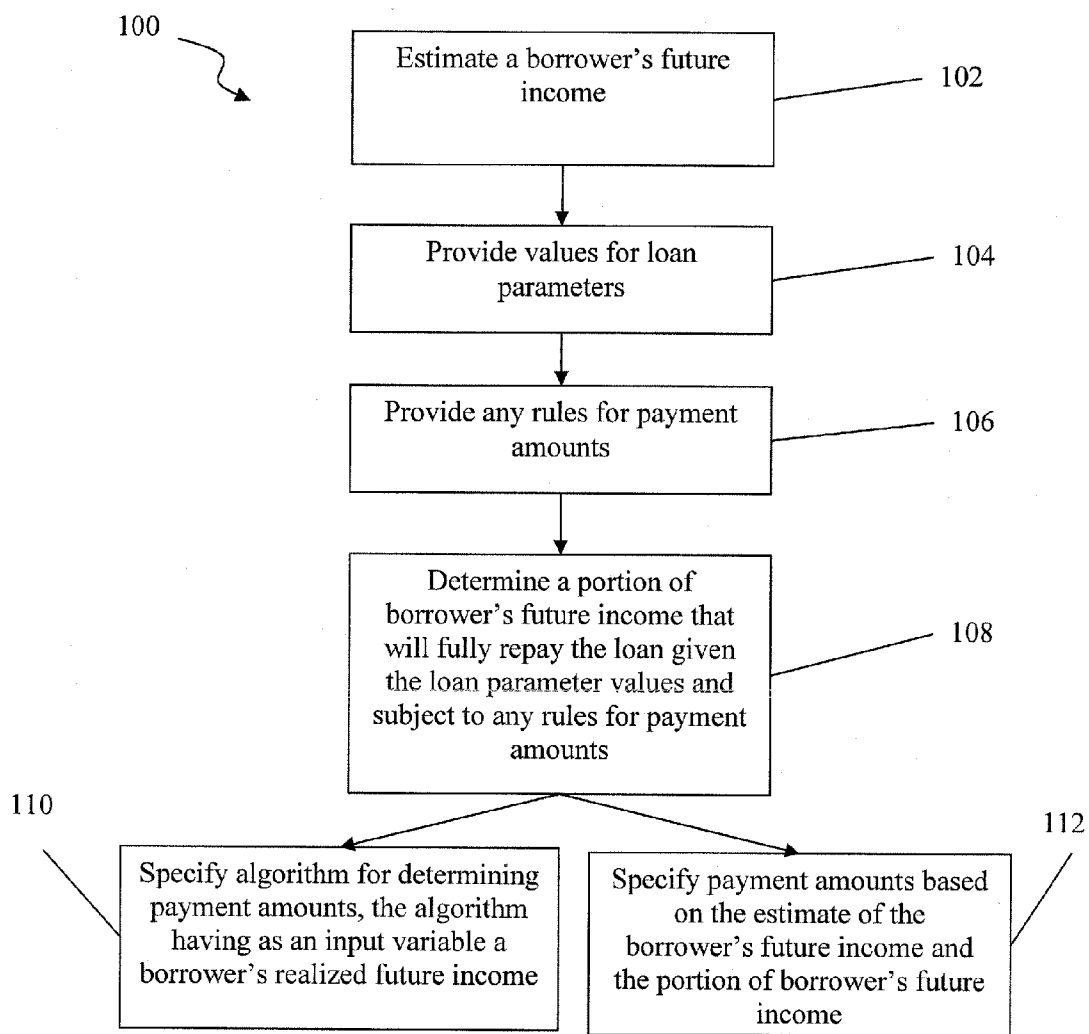 100
Estimate a borrower's future
income
102
Provide values for loan
parameters
104
Provide any rules for payment
amounts
106
Determine a portion of
borrower's future income that
will fully repay the loan given
the loan parameter values and
subject to any rules for payment
amounts
108
110
Specify algorithm for determining
payment amounts, the algorithm
having as an input variable a
borrower's realized future income
112
Specify payment amounts based
on the estimate of the
borrower's future income and
the portion of borrower's future
income